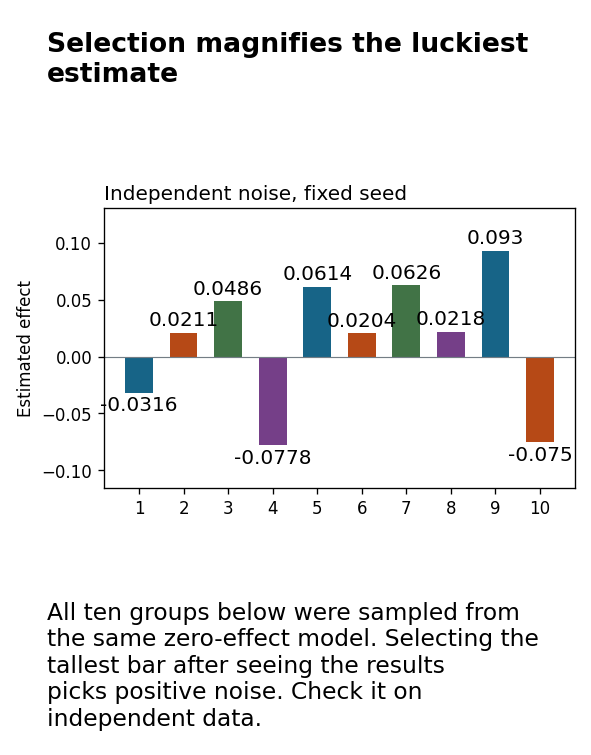 Selection magnifies the luckiest
estimate
Independent noise, fixed seed
Estimated effect
0.10
0.05
0.00
−0.05
−0.10
-0.0316
0.0211
0.0486
-0.0778
0.0614
0.0204
0.0626
0.0218
0.093
-0.075
1 2 3 4 5 6 7 8 9 10
All ten groups below were sampled from
the same zero-effect model. Selecting the
tallest bar after seeing the results
picks positive noise. Check it on
independent data.